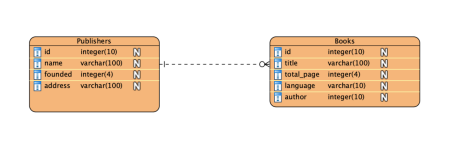 Publishers
id integer(10) N
name varchar(100) N
founded integer(4) N
address varchar(100) N
Books
id integer(10) N
title varchar(100) N
total_page integer(4) N
language varchar(10) N
author integer(10) N